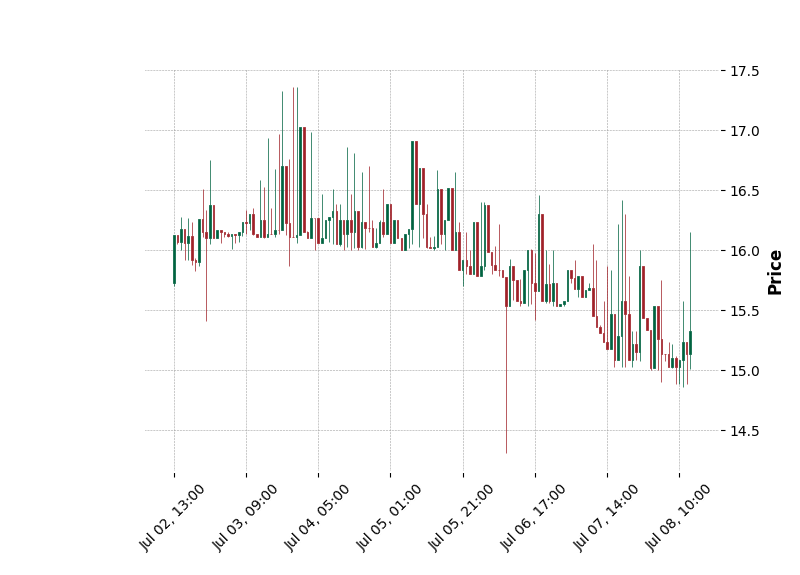 17.5
17.0
16.5
16.0
15.5
15.0
14.5
Price
Jul 02, 13:00
Jul 03, 09:00
Jul 04, 05:00
Jul 05, 01:00
Jul 05, 21:00
Jul 06, 17:00
Jul 07, 14:00
Jul 08, 10:00